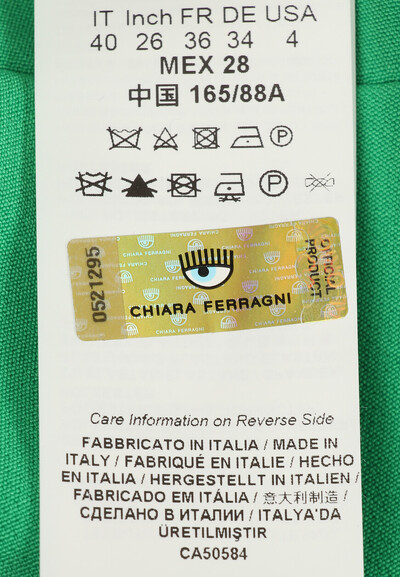 IT Inch FR DE USA
40 26 36 34 4
MEX 28
中国 165/88A
P
P
0521295
CHIARA FERRAGNI
OFFICIAL
PRODUCT
Care Information on Reverse Side
FABBRICATO IN ITALIA / MADE IN
ITALY / FABRIQUÉ EN ITALIE / HECHO
EN ITALIA / HERGESTELLT IN ITALIEN /
FABRICADO EM ITÁLIA / 意大利制造 /
СДЕЛАНО В ИТАЛИИ / ITALYA'DA
ÜRETILMIŞTIR
CA50584